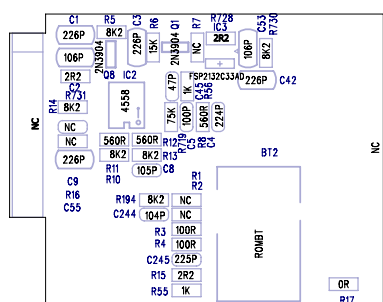 C1 R5 C3 R6 Q1 R7 R728 C53 R730
IC3
226P 8K2 2N3904 226P 15K 2N3904 NC 2R2 106P 8K2
106P
2R2 Q8 IC2 47P 1K C45 R56 FSP2132C33AD 226P C42
C2
R731
R14 8K2 4558
NC 75K 100P 560R 224P
NC 560R 560R R12 R719 C5 R8 C4
226P 8K2 8K2 R13 BT2
R11 105P C8
C9 R10 R1
R16 R194 8K2 NC R2
C55 C244 104P NC
R3 100R
R4 100R ROMBT
C245 225P
R15 2R2 0R
R55 1K R17
NC
NC